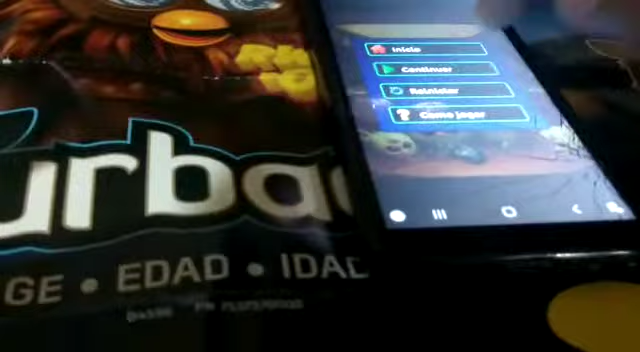 Inicio
Continuar
Reiniciar
Como jogar
urba
GE • EDAD • IDAD